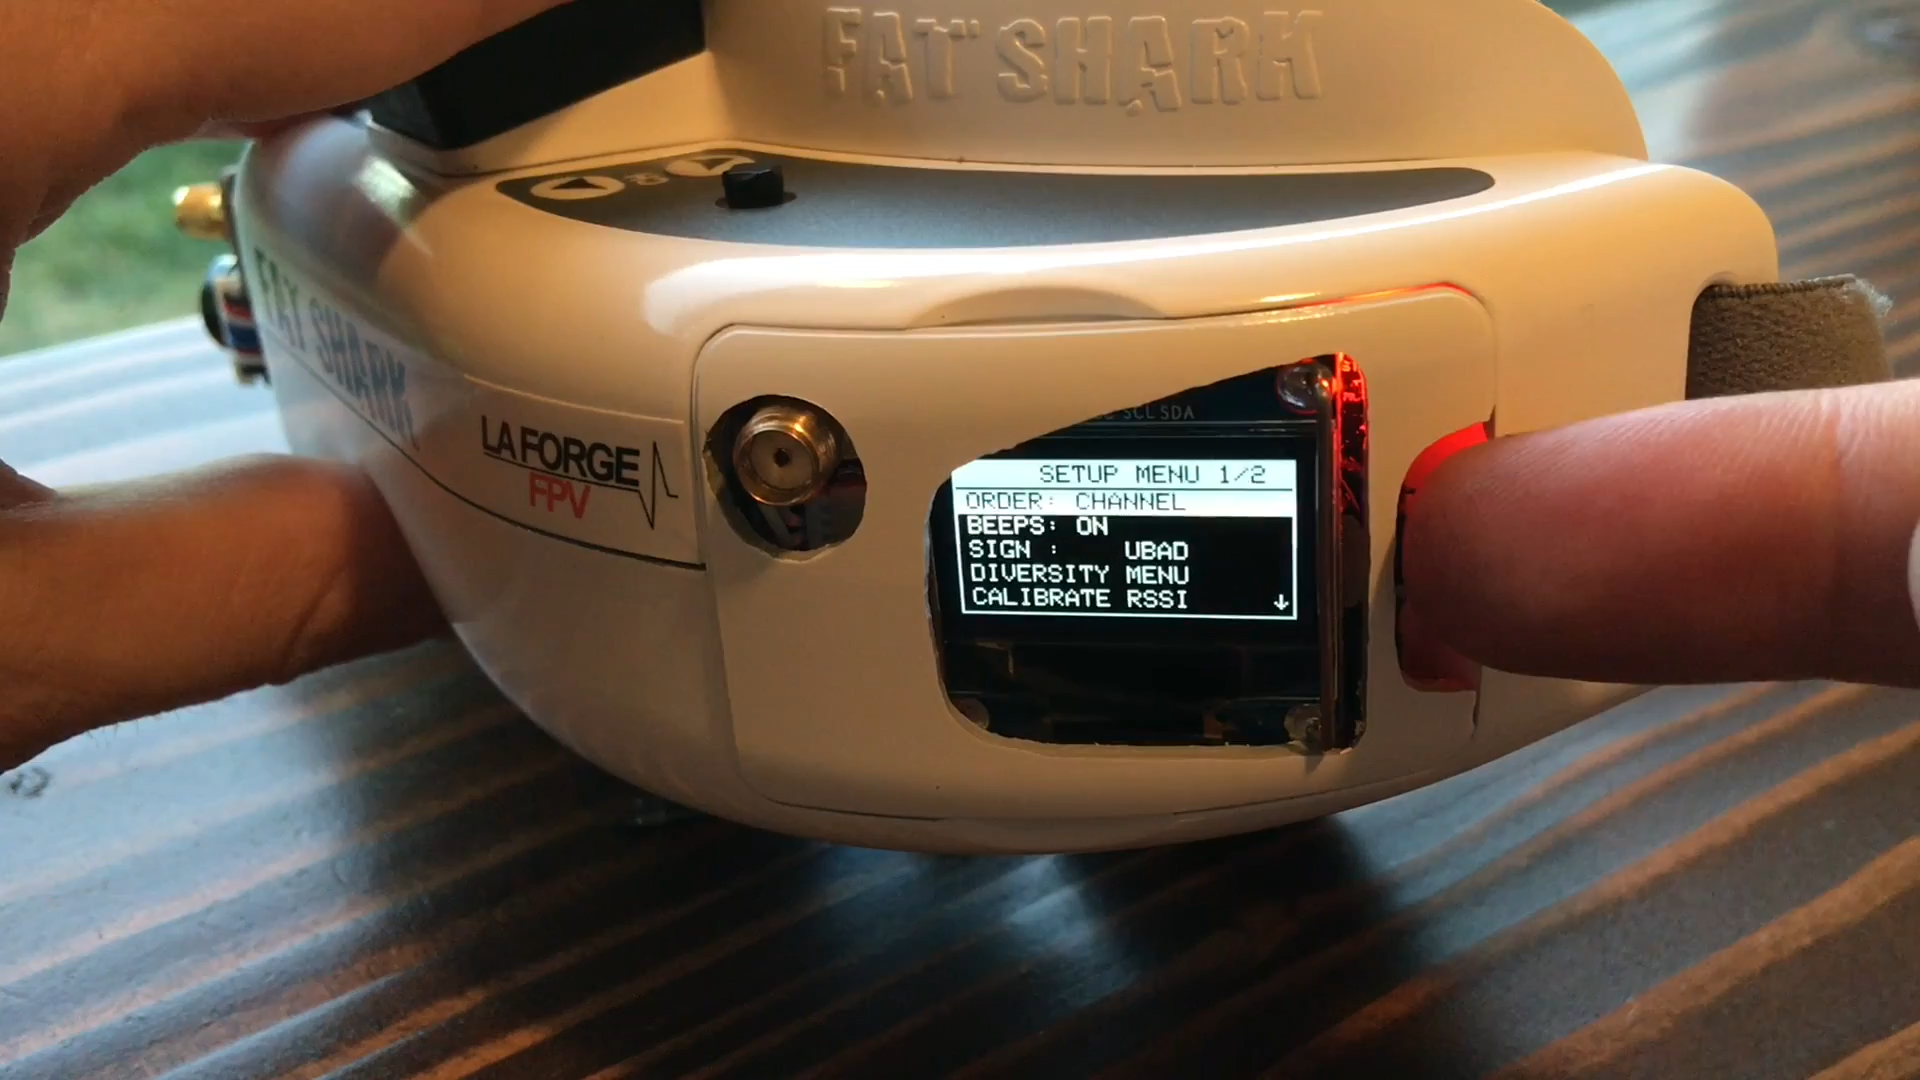 FAT SHARK
FAT SHARK
LA FORGE
FPV
SCL SDA
SETUP MENU 1/2
ORDER: CHANNEL
BEEPS: ON
SIGN : UBAD
DIVERSITY MENU
CALIBRATE RSSI ↓